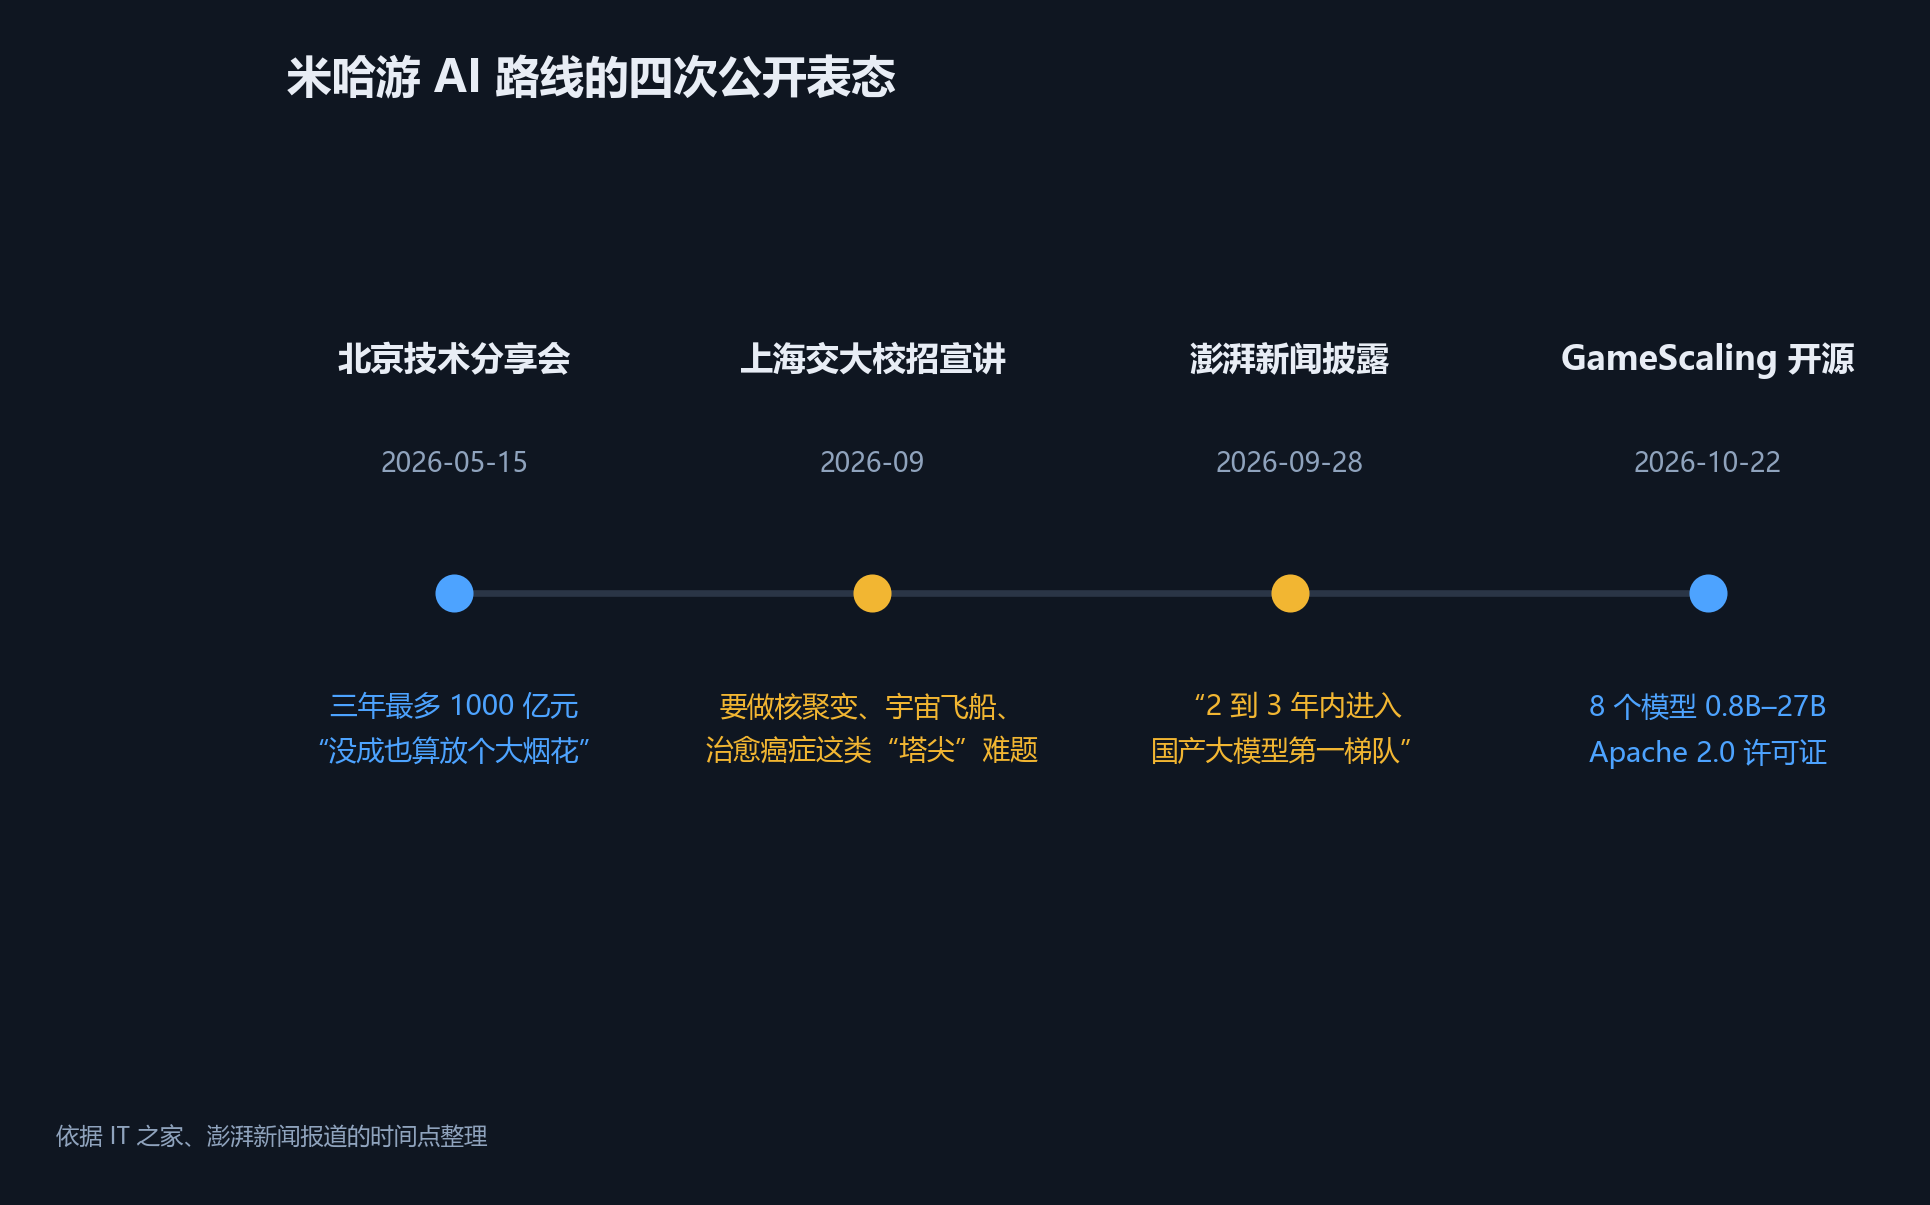 米哈游 AI 路线的四次公开表态
北京技术分享会
2026-05-15
三年最多 1000 亿元
“没成也算放个大烟花”
上海交大校招宣讲
2026-09
要做核聚变、宇宙飞船、
治愈癌症这类“塔尖”难题
澎湃新闻披露
2026-09-28
“2 到 3 年内进入
国产大模型第一梯队”
GameScaling 开源
2026-10-22
8 个模型 0.8B–27B
Apache 2.0 许可证
依据 IT 之家、澎湃新闻报道的时间点整理